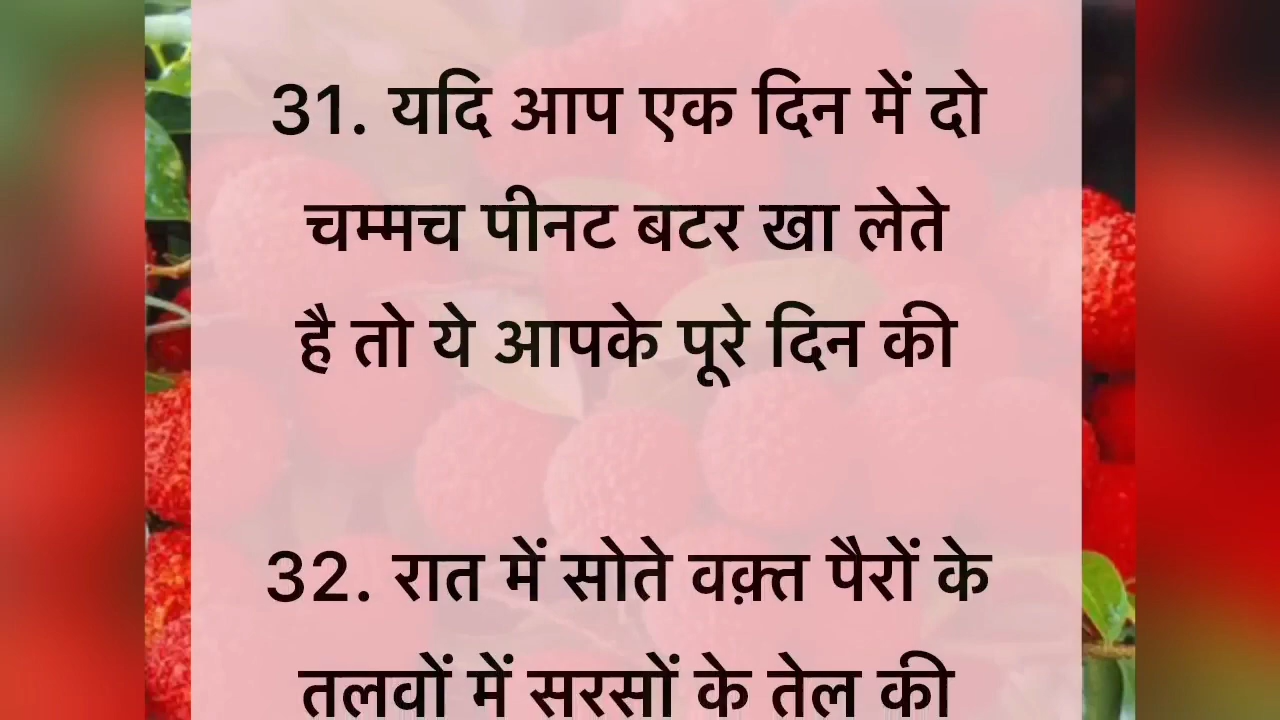 31. यदि आप एक दिन में दो
चम्मच पीनट बटर खा लेते
है तो ये आपके पूरे दिन की
32. रात में सोते वक़्त पैरों के
तलवों में सरसों के तेल की